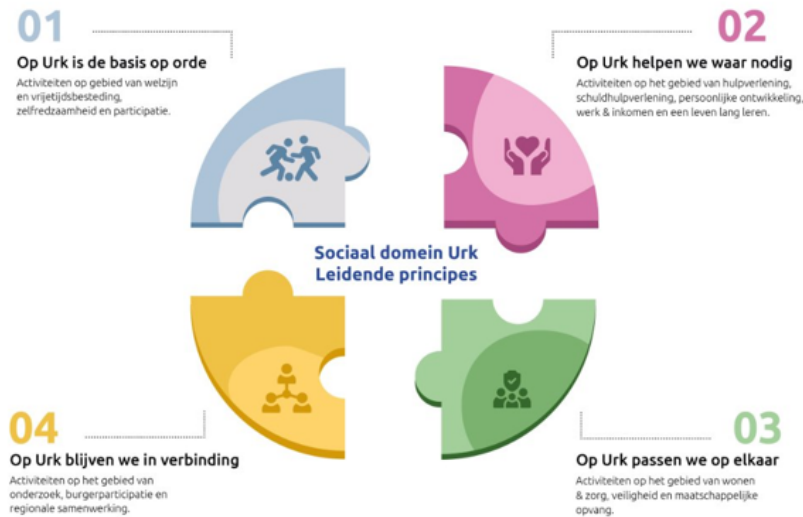 01
Op Urk is de basis op orde
Activiteiten op gebied van welzijn
en vrijetijdsbesteding,
zelfredzaamheid en participatie.
02
Op Urk helpen we waar nodig
Activiteiten op het gebied van hulpverlening,
schuldhulpverlening, persoonlijke ontwikkeling,
werk & inkomen en een leven lang leren.
Sociaal domein Urk
Leidende principes
04
Op Urk blijven we in verbinding
Activiteiten op het gebied van
onderzoek, burgerparticipatie en
regionale samenwerking.
03
Op Urk passen we op elkaar
Activiteiten op het gebied van wonen
& zorg, veiligheid en maatschappelijke
opvang.